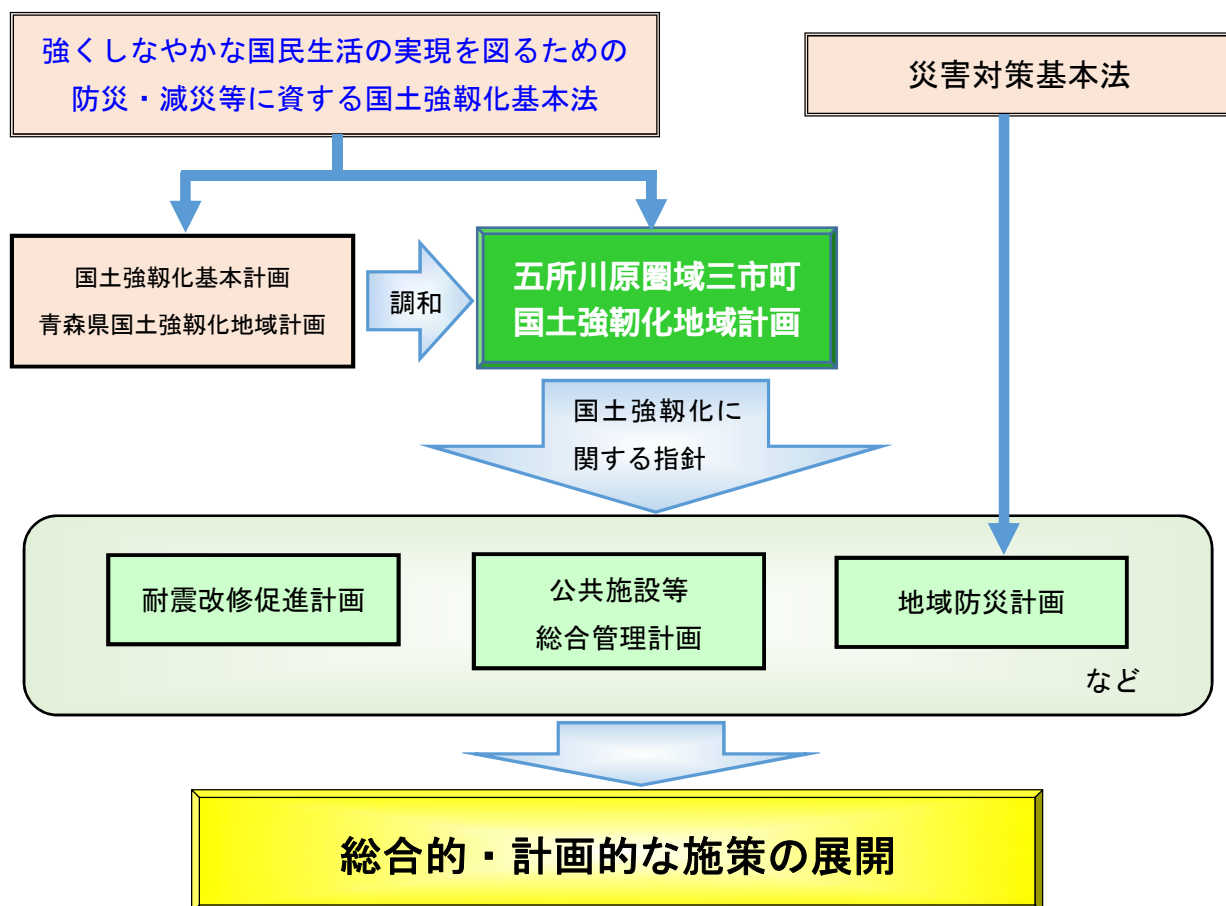 強くしなやかな国民生活の実現を図るための
防災・減災等に資する国土強靱化基本法
災害対策基本法
国土強靱化基本計画
青森県国土強靱化地域計画
調和
五所川原圏域三市町
国土強靭化地域計画
国土強靱化に
関する指針
耐震改修促進計画
公共施設等
総合管理計画
地域防災計画
など
総合的・計画的な施策の展開